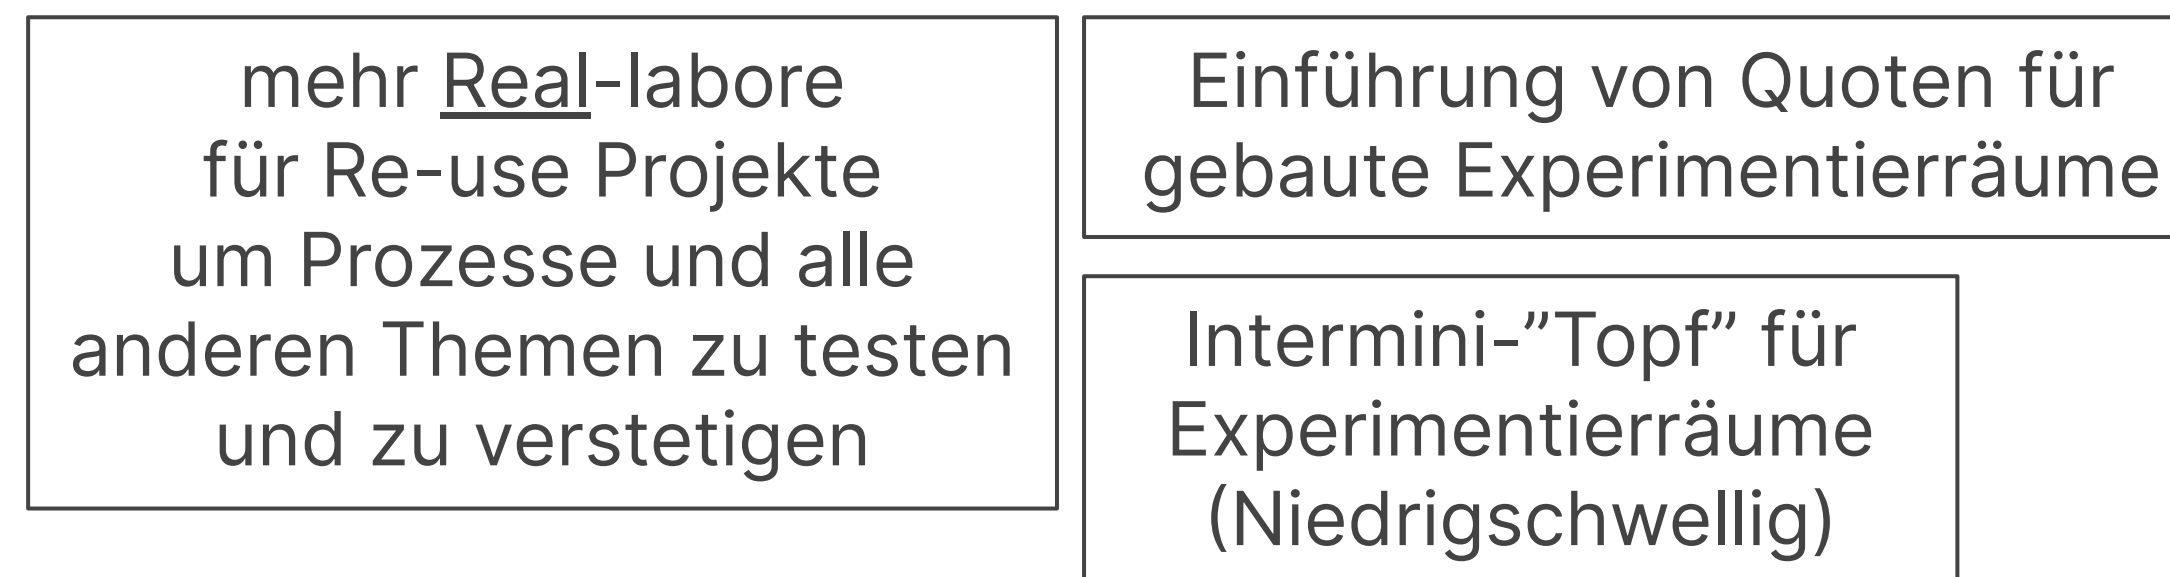 mehr Real-labore
für Re-use Projekte
um Prozesse und alle
anderen Themen zu testen
und zu verstetigen
Einführung von Quoten für
gebaute Experimentierräume
Intermini-”Topf” für
Experimentierräume
(Niedrigschwellig)